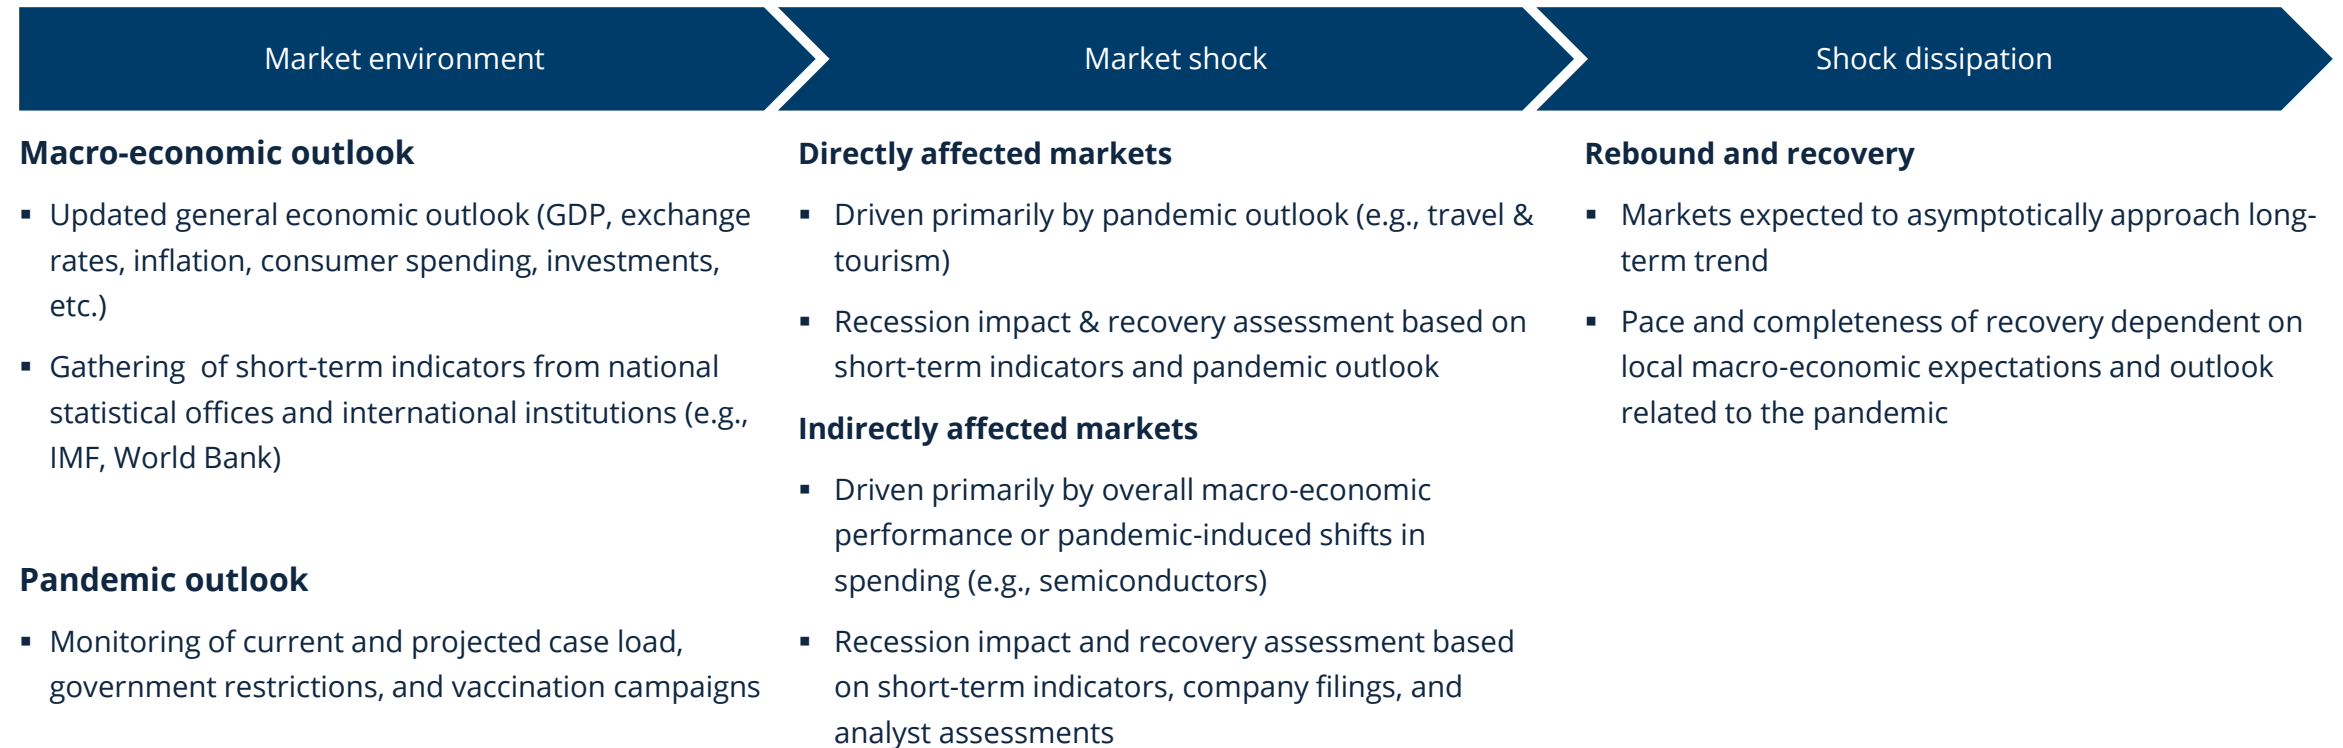 Market environment
Market shock
Shock dissipation
Macro-economic outlook
▪ Updated general economic outlook (GDP, exchange
rates, inflation, consumer spending, investments,
etc.)
▪ Gathering  of short-term indicators from national
statistical offices and international institutions (e.g.,
IMF, World Bank)
Pandemic outlook
▪ Monitoring of current and projected case load,
government restrictions, and vaccination campaigns
Directly affected markets
▪ Driven primarily by pandemic outlook (e.g., travel &
tourism)
▪ Recession impact & recovery assessment based on
short-term indicators and pandemic outlook
Indirectly affected markets
▪ Driven primarily by overall macro-economic
performance or pandemic-induced shifts in
spending (e.g., semiconductors)
▪ Recession impact and recovery assessment based
on short-term indicators, company filings, and
analyst assessments
Rebound and recovery
▪ Markets expected to asymptotically approach long-
term trend
▪ Pace and completeness of recovery dependent on
local macro-economic expectations and outlook
related to the pandemic